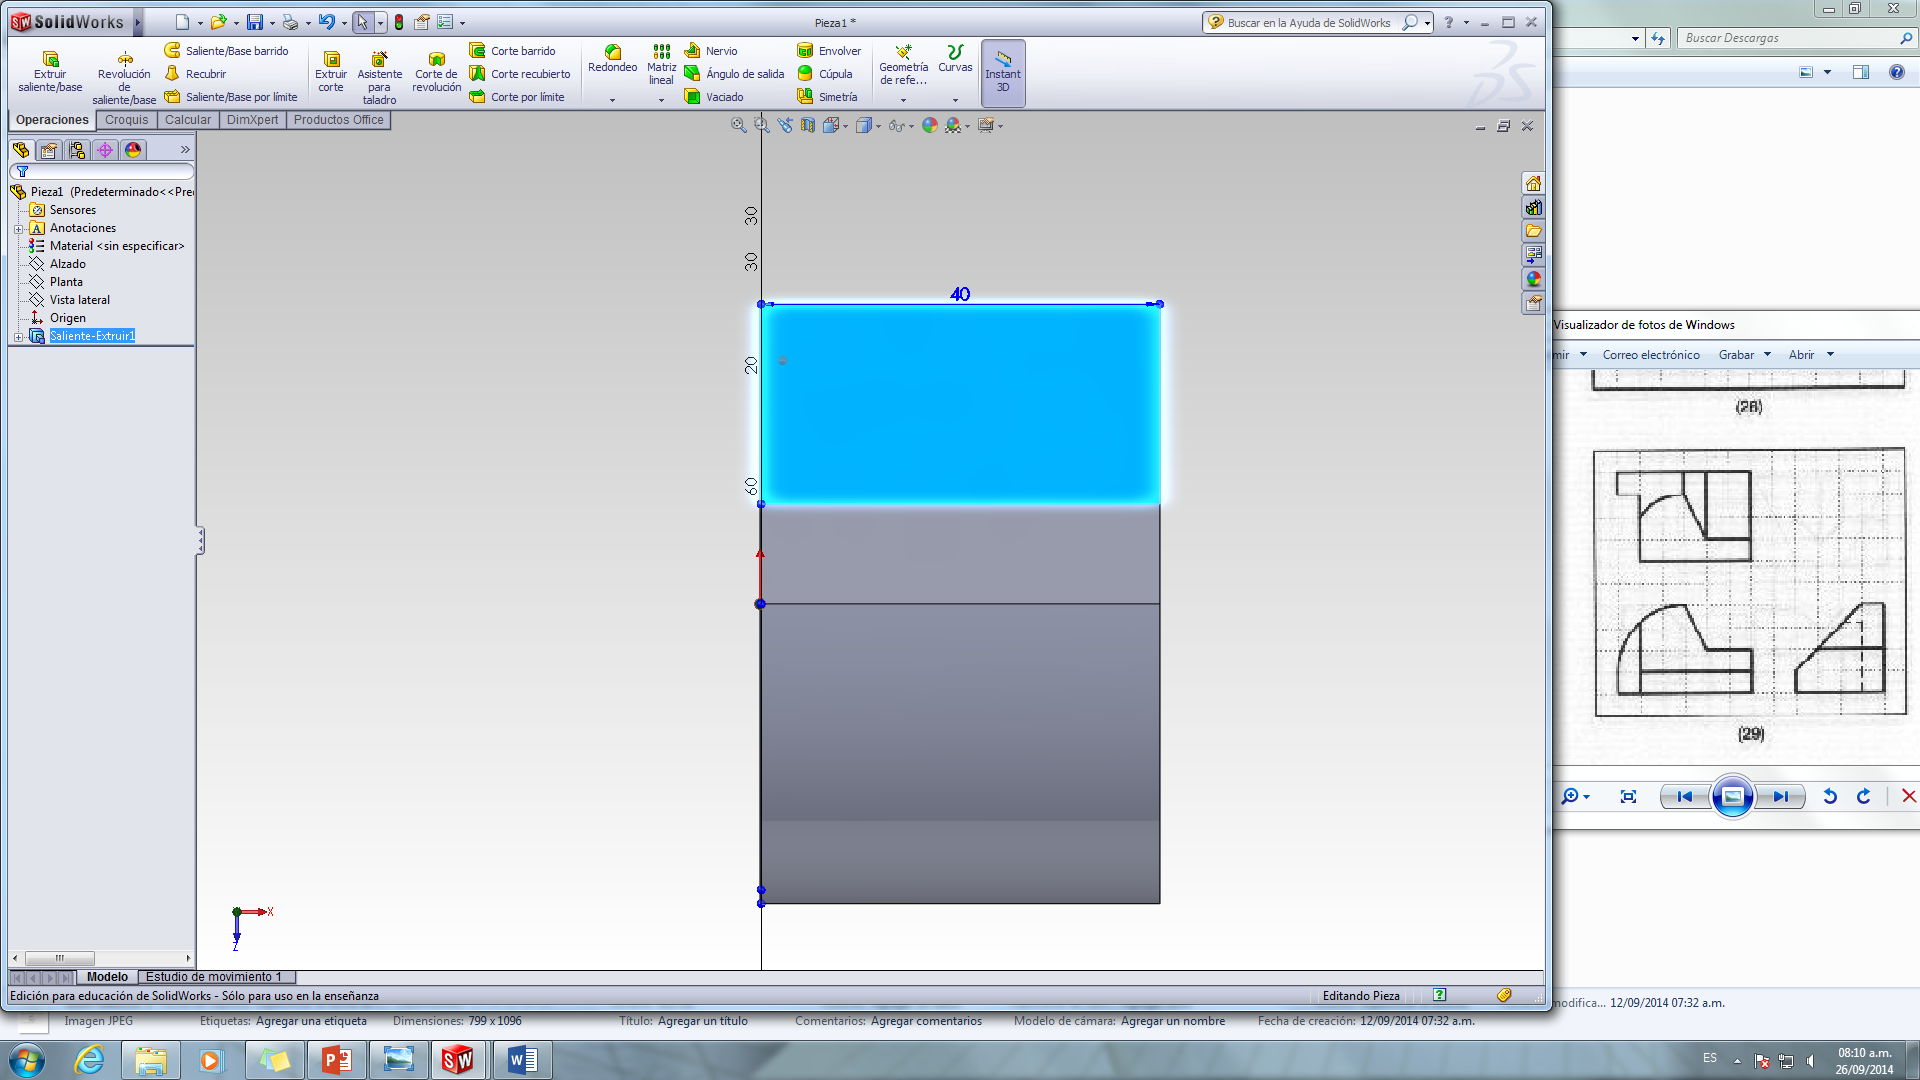 SolidWorks
Pieza1 *
Buscar en la Ayuda de SolidWorks
Buscar Descargas
Extruir saliente/base
Revolución de saliente/base
Saliente/Base barrido
Recubrir
Saliente/Base por límite
Extruir corte
Asistente para taladro
Corte de revolución
Corte barrido
Corte recubierto
Corte por límite
Redondeo
Matriz lineal
Nervio
Ángulo de salida
Vaciado
Envolver
Cúpula
Simetría
Geometría de refe...
Curvas
Instant 3D
Operaciones
Croquis
Calcular
DimXpert
Productos Office
Pieza1 (Predeterminado<<Pre
Sensores
Anotaciones
Material <sin especificar>
Alzado
Planta
Vista lateral
Origen
Saliente-Extruir1
30
30
40
20
60
X
Z
Visualizador de fotos de Windows
mir
Correo electrónico
Grabar
Abrir
(28)
(29)
Modelo
Estudio de movimiento 1
Edición para educación de SolidWorks - Sólo para uso en la enseñanza
Editando Pieza
modifica... 12/09/2014 07:32 a.m.
Imagen JPEG
Etiquetas: Agregar una etiqueta
Dimensiones: 799 x 1096
Título: Agregar un título
Comentarios: Agregar comentarios
Modelo de cámara: Agregar un nombre
Fecha de creación: 12/09/2014 07:32 a.m.
ES
08:10 a.m.
26/09/2014